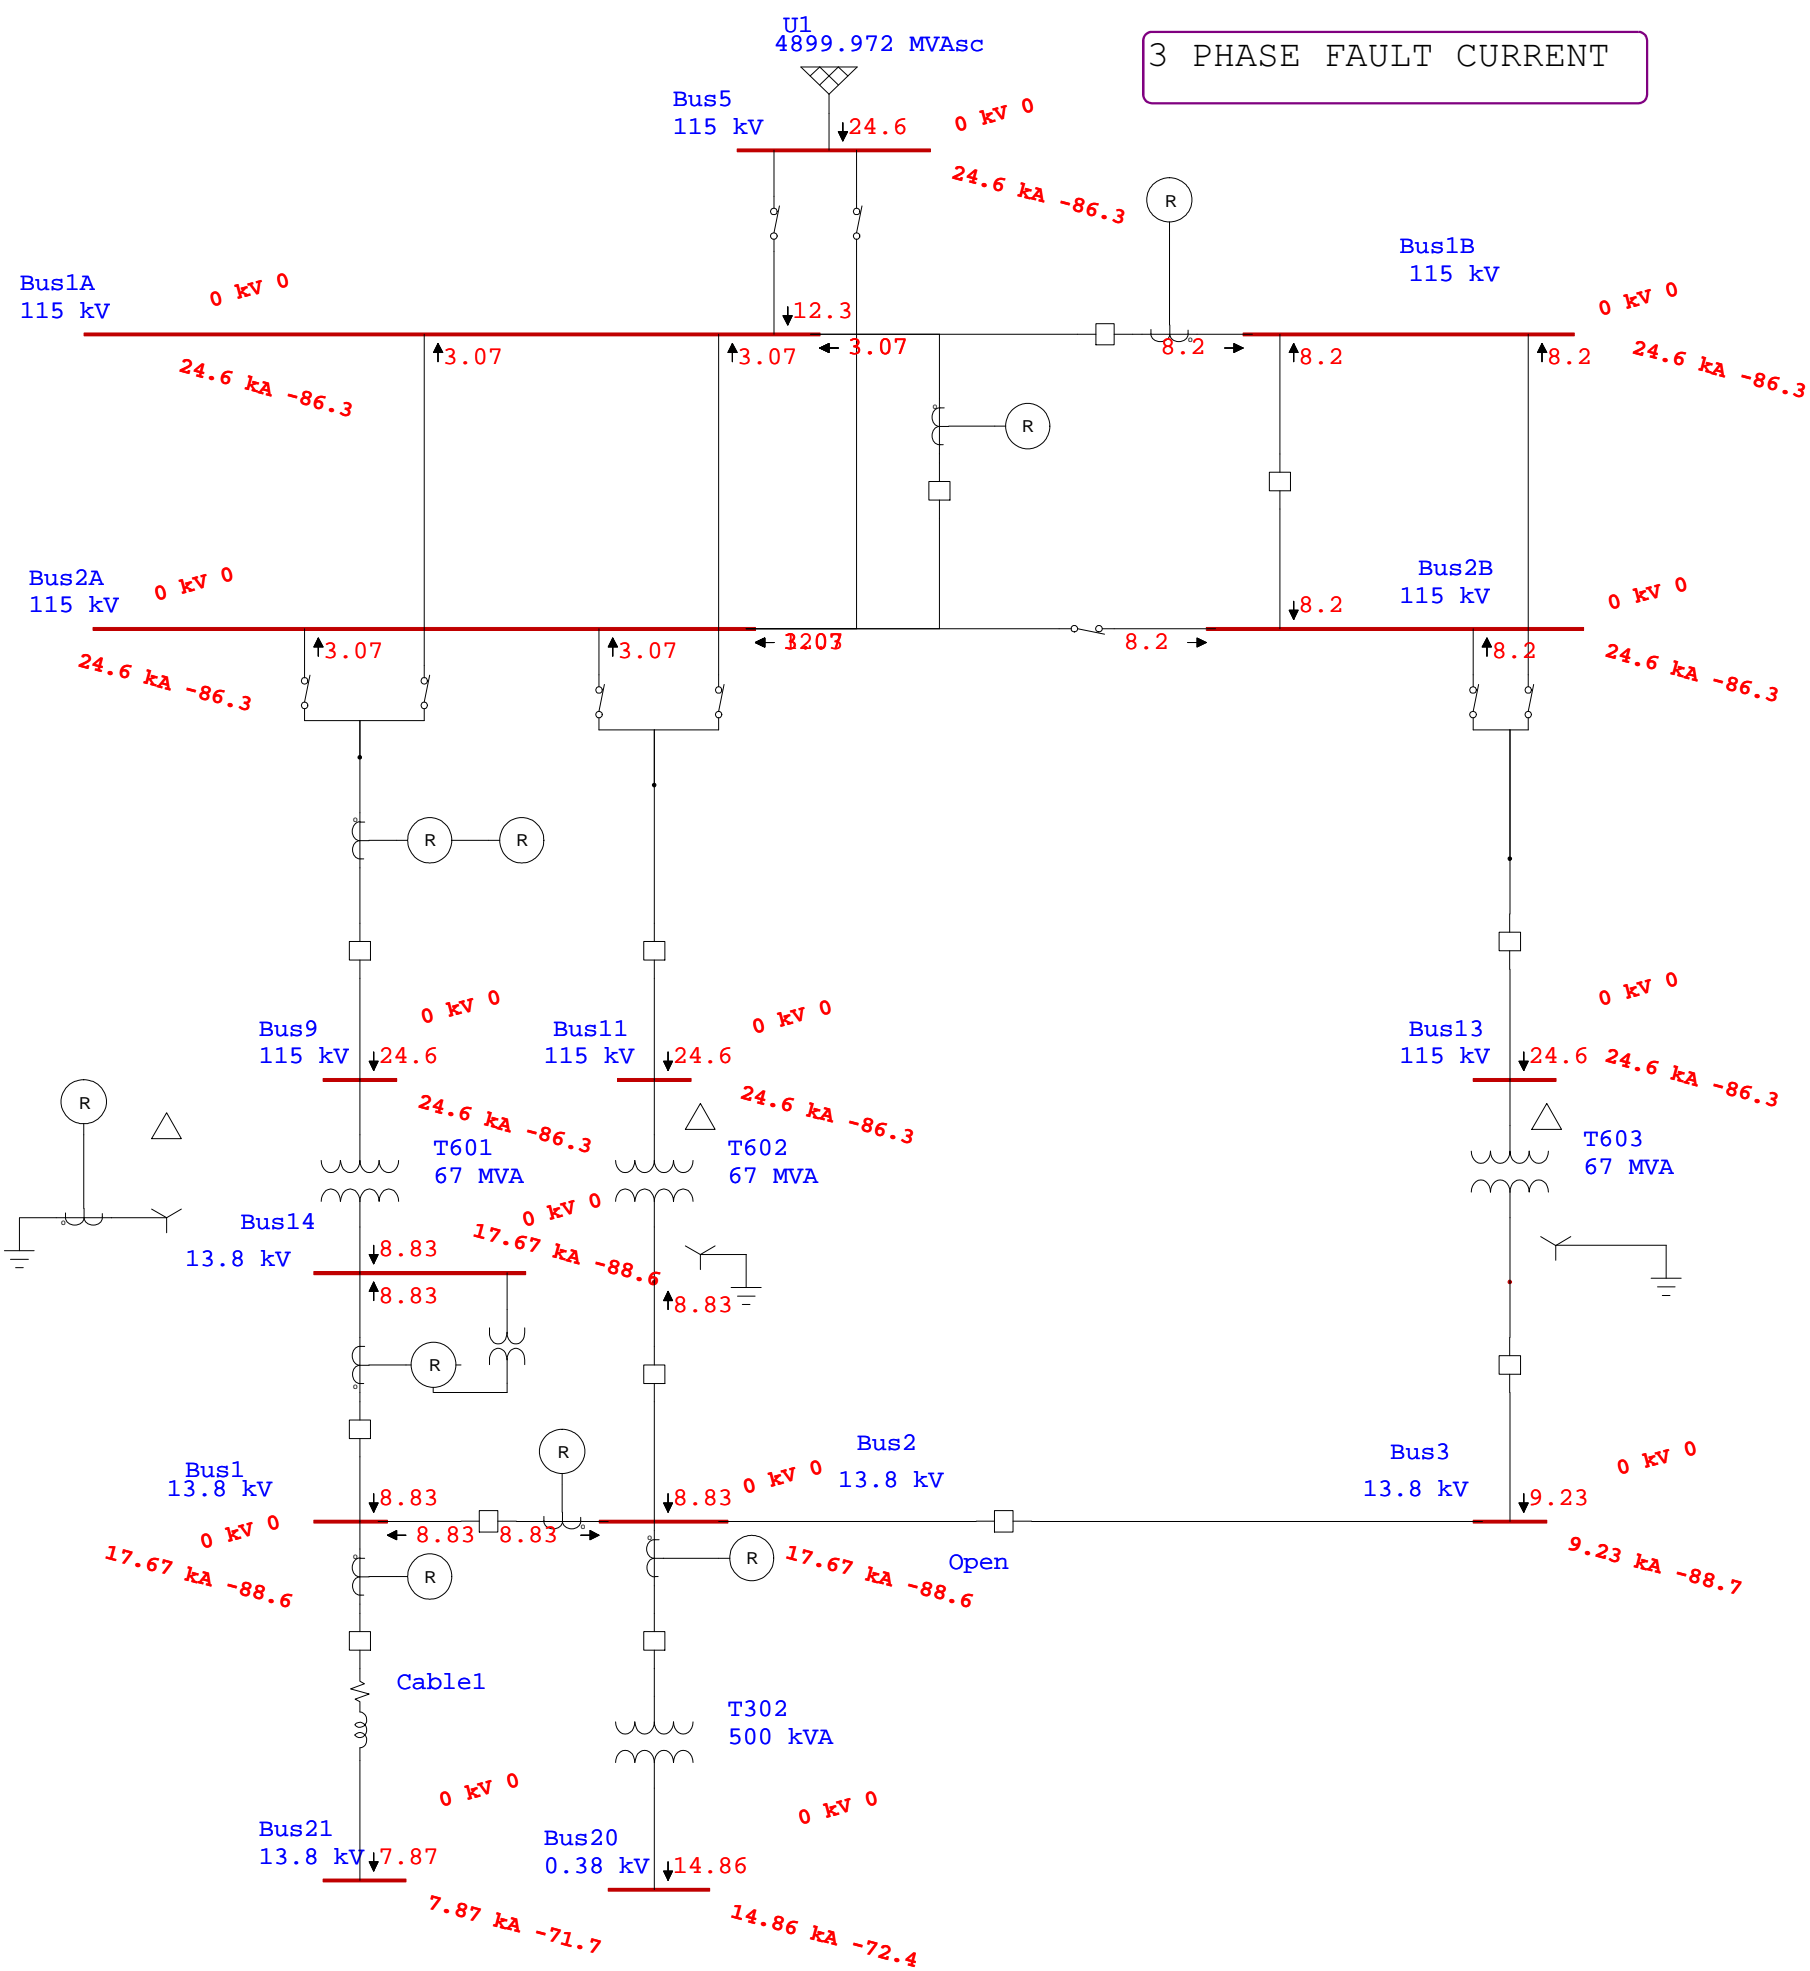 U1
4899.972 MVAsc
3 PHASE FAULT CURRENT
Bus5
115 kV
24.6
0 kV 0
24.6 kA -86.3
R
Bus1B
115 kV
Bus1A
115 kV
0 kV 0
0 kV 0
12.3
3.07
3.07
3.07
8.2
8.2
8.2
24.6 kA -86.3
24.6 kA -86.3
R
Bus2A
115 kV
0 kV 0
Bus2B
115 kV
0 kV 0
8.2
3.07
3.07
8.2
8.2
24.6 kA -86.3
24.6 kA -86.3
R
R
0 kV 0
0 kV 0
0 kV 0
Bus9
115 kV
24.6
Bus11
115 kV
24.6
Bus13
115 kV
24.6
24.6 kA -86.3
24.6 kA -86.3
24.6 kA -86.3
R
T601
67 MVA
T602
67 MVA
T603
67 MVA
Bus14
13.8 kV
8.83
0 kV 0
17.67 kA -88.6
8.83
8.83
R
R
Bus1
13.8 kV
8.83
0 kV 0
17.67 kA -88.6
8.83
8.83
8.83
0 kV 0
Bus2
13.8 kV
17.67 kA -88.6
Open
Bus3
13.8 kV
0 kV 0
9.23
9.23 kA -88.7
R
R
Cable1
T302
500 kVA
0 kV 0
0 kV 0
Bus21
13.8 kV
7.87
Bus20
0.38 kV
14.86
7.87 kA -71.7
14.86 kA -72.4